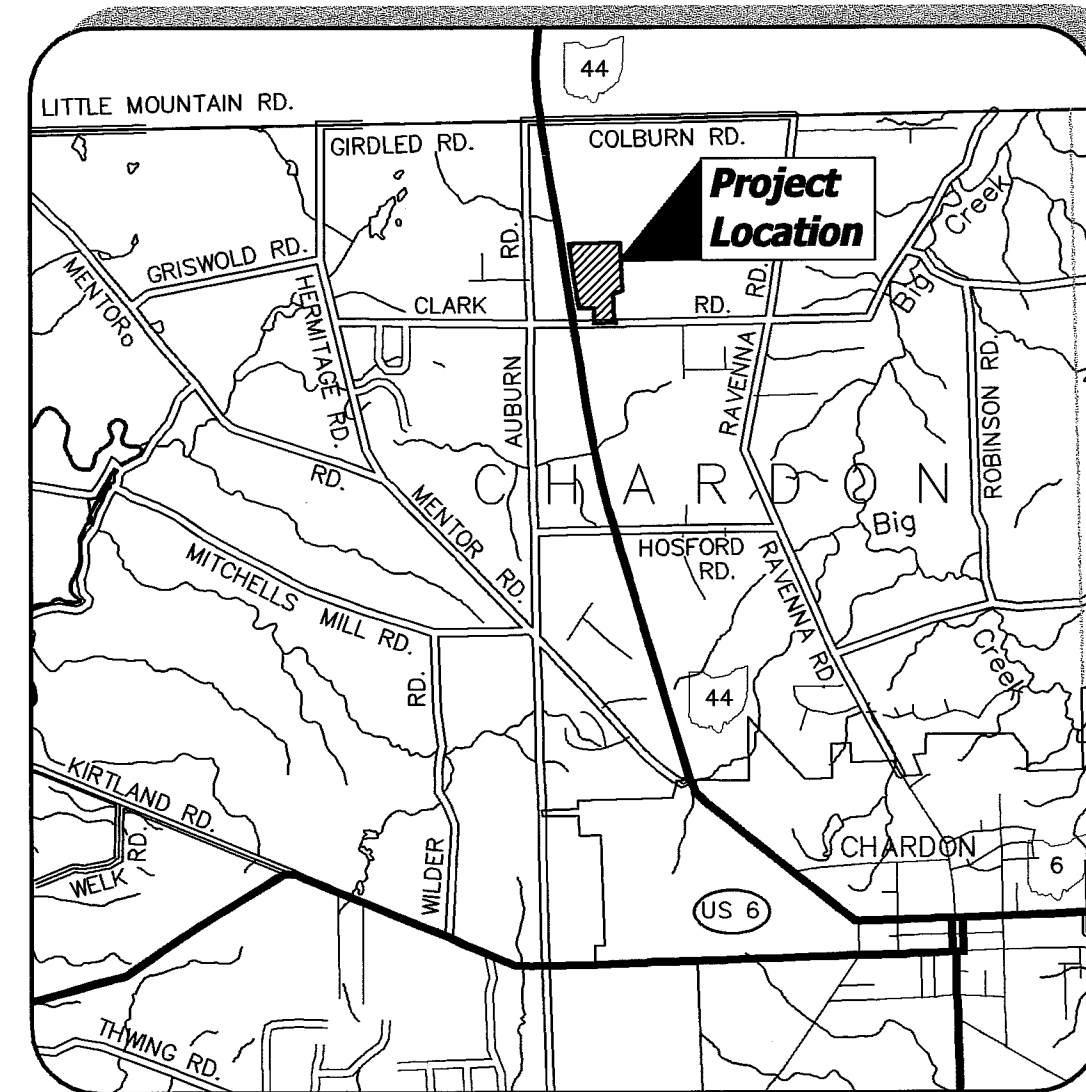 44
LITTLE MOUNTAIN RD.
GIRDLED RD.
COLBURN RD.
Project
Location
Creek
Big
GRISWOLD RD.
RD.
MENTOR
HERMITAGE RD.
CLARK
RD.
RD.
AUBURN
RAVENNA
ROBINSON RD.
RD.
CHARDON
MENTOR
RD.
Big
HOSFORD
RD.
MITCHELLS MILL RD.
RAVENNA RD.
Creek
RD.
44
KIRTLAND RD.
WELK RD.
WILDER
CHARDON
6
US 6
THWING RD.